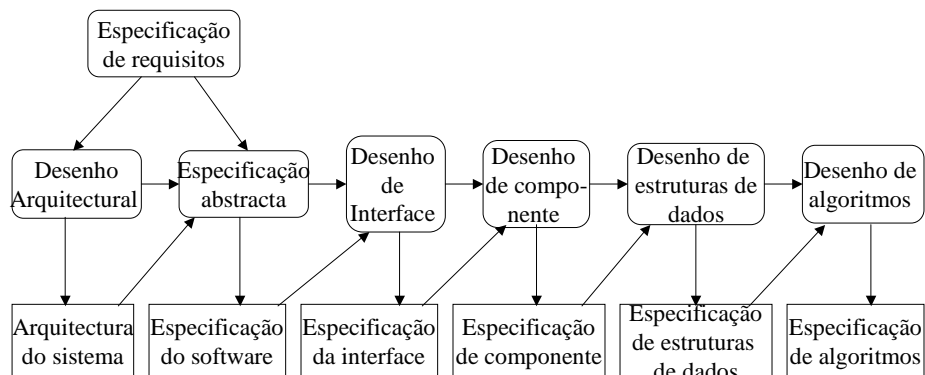 Especificação
de requisitos
Desenho
Arquitectural
Especificação
abstracta
Desenho
de
Interface
Desenho
de compo-
nente
Desenho de
estruturas de
dados
Desenho de
algoritmos
Arquitectura
do sistema
Especificação
do software
Especificação
da interface
Especificação
de componente
Especificação
de estruturas
de dados
Especificação
de algoritmos